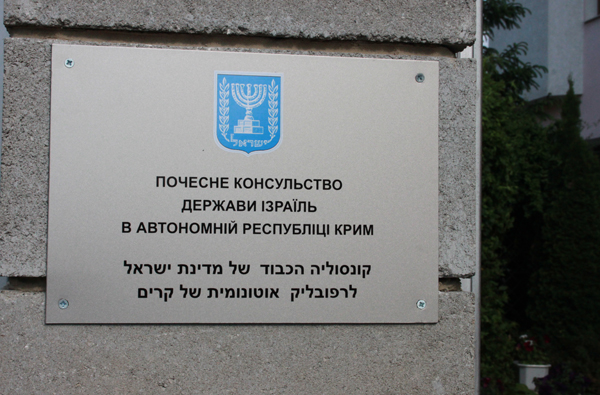 ישראל
ПОЧЕСНЕ КОНСУЛЬСТВО
ДЕРЖАВИ ІЗРАЇЛЬ
В АВТОНОМНІЙ РЕСПУБЛІЦІ КРИМ
קונסוליה הכבוד של מדינת ישראל
לרפובליק אוטונומית של קרים